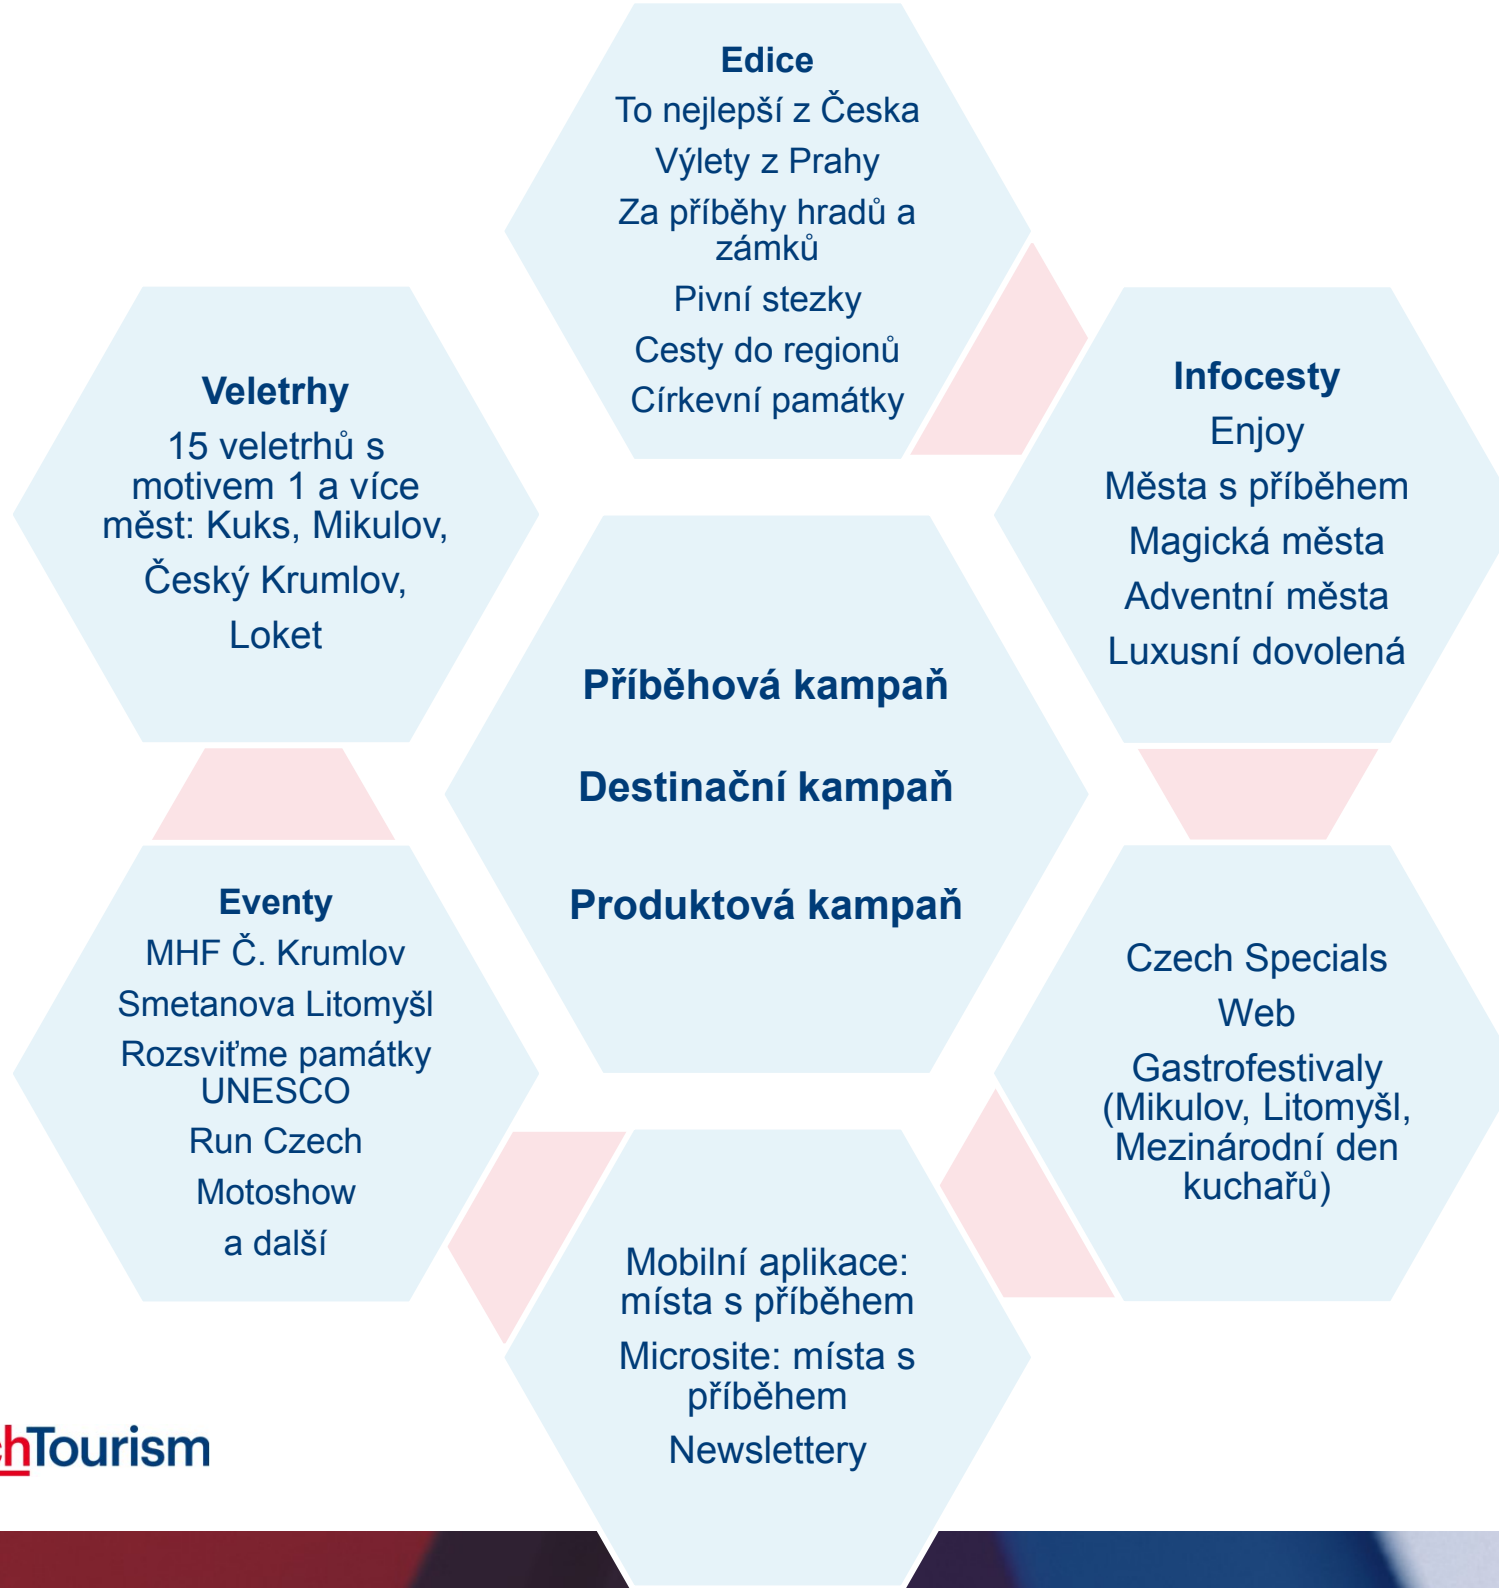 Edice
To nejlepší z Česka
Výlety z Prahy
Za příběhy hradů a
zámků
Pivní stezky
Cesty do regionů
Církevní památky
Veletrhy
15 veletrhů s
motivem 1 a více
měst: Kuks, Mikulov,
Český Krumlov,
Loket
Infocesty
Enjoy
Města s příběhem
Magická města
Adventní města
Luxusní dovolená
Příběhová kampaň
Destinační kampaň
Produktová kampaň
Eventy
MHF Č. Krumlov
Smetanova Litomyšl
Rozsviťme památky
UNESCO
Run Czech
Motoshow
a další
Czech Specials
Web
Gastrofestivaly
(Mikulov, Litomyšl,
Mezinárodní den
kuchařů)
Mobilní aplikace:
místa s příběhem
Microsite: místa s
příběhem
Newslettery
chTourism